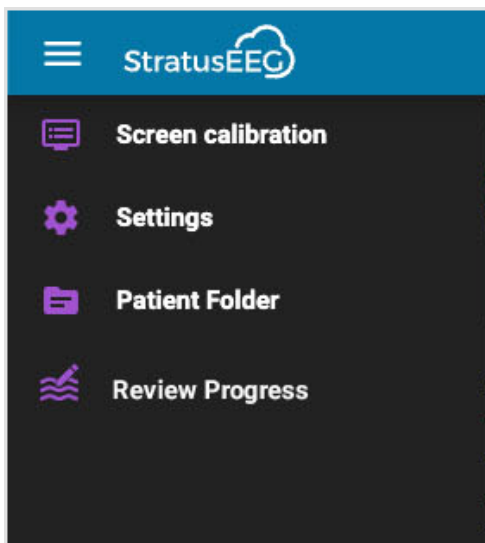 StratusEEG
Screen calibration
Settings
Patient Folder
Review Progress